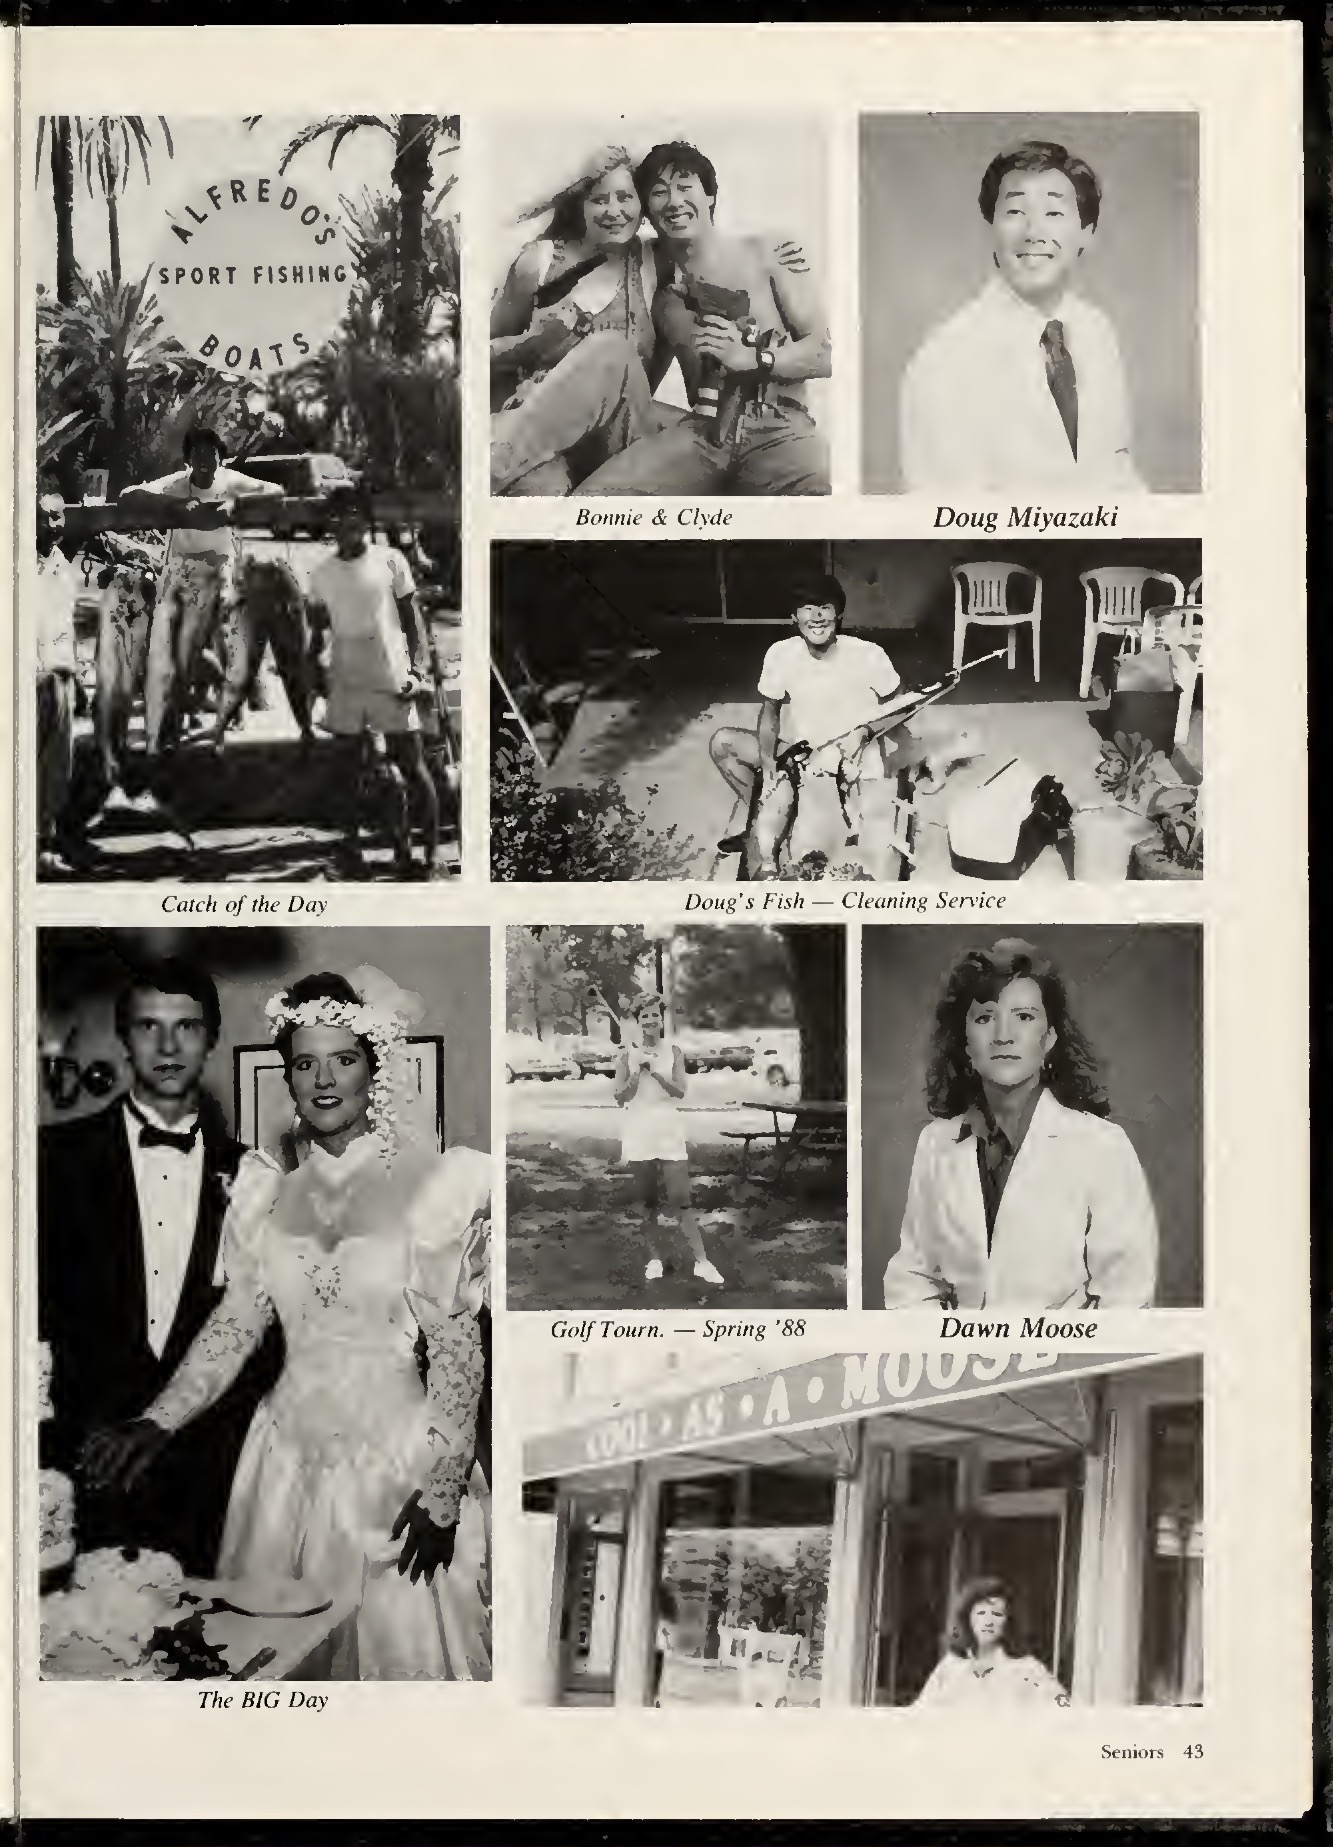 ALFREDO'S
SPORT FISHING
BOATS
Bonnie & Clyde
Doug Miyazaki
Catch of the Day
Doug's Fish — Cleaning Service
Golf Tourn. — Spring '88
Dawn Moose
COOL • AS • A • MOOSE
The BIG Day
Seniors 43